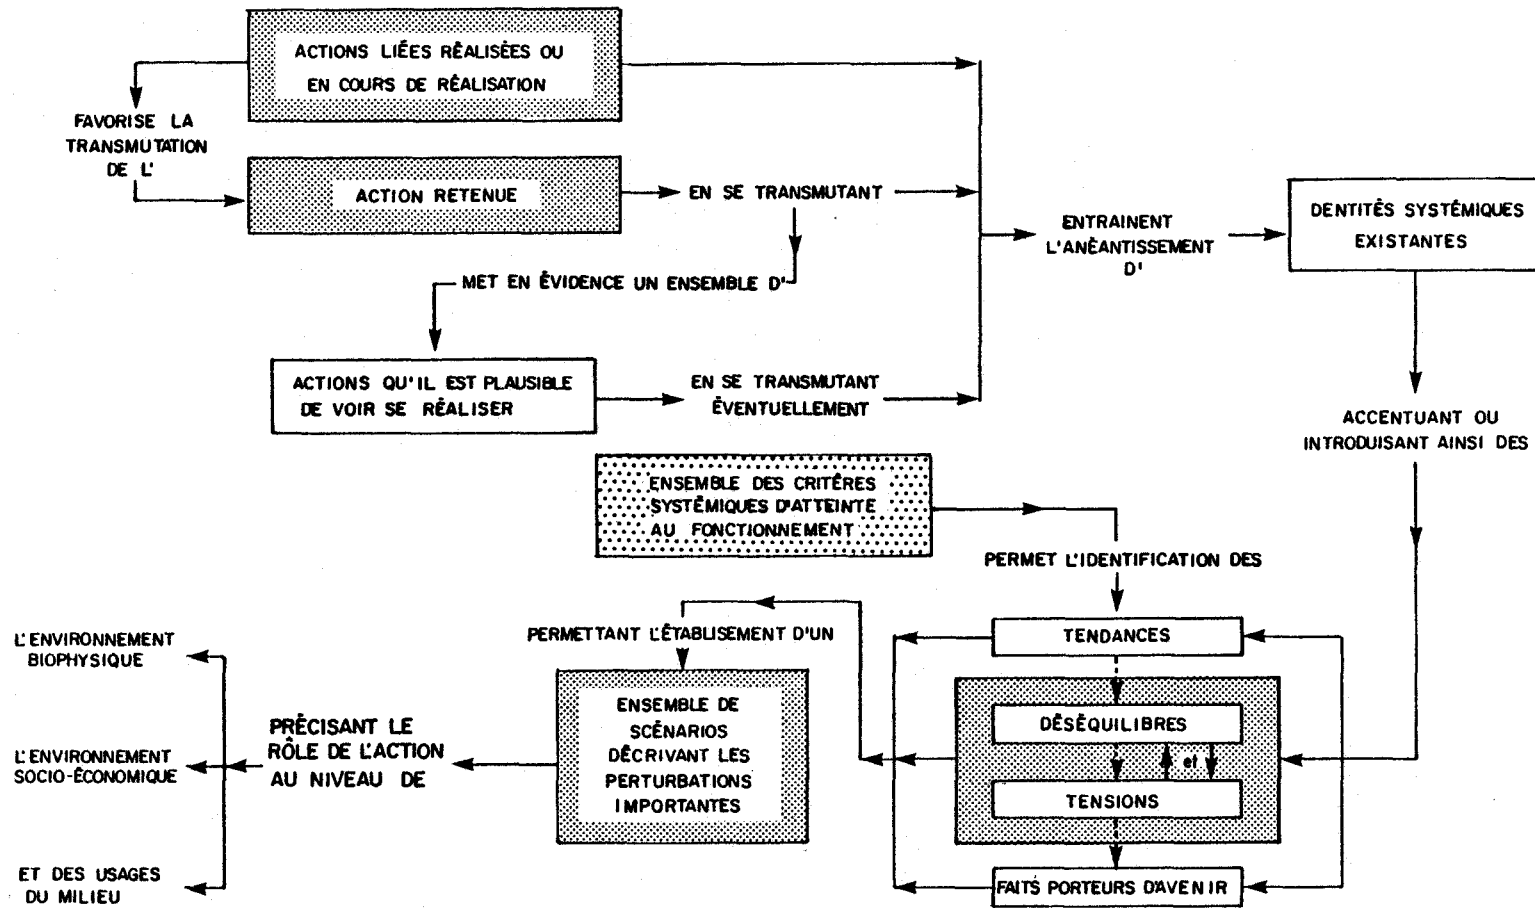 ACTIONS LIÉES RÉALISÉES OU
EN COURS DE RÉALISATION
FAVORISE LA
TRANSMUTATION
DE L'
ACTION RETENUE
EN SE TRANSMUTANT
ENTRAINENT
L'ANÉANTISSEMENT
D'
DENTITÉS SYSTÉMIQUES
EXISTANTES
MET EN ÉVIDENCE UN ENSEMBLE D'
ACTIONS QU'IL EST PLAUSIBLE
DE VOIR SE RÉALISER
EN SE TRANSMUTANT
ÉVENTUELLEMENT
ACCENTUANT OU
INTRODUISANT AINSI DES
ENSEMBLE DES CRITÈRES
SYSTÉMIQUES D'ATTEINTE
AU FONCTIONNEMENT
PERMET L'IDENTIFICATION DES
TENDANCES
DÉSÉQUILIBRES
et
TENSIONS
FAITS PORTEURS D'AVENIR
PERMETTANT L'ÉTABLISEMENT D'UN
ENSEMBLE DE
SCÉNARIOS
DÉCRIVANT LES
PERTURBATIONS
IMPORTANTES
PRÉCISANT LE
RÔLE DE L'ACTION
AU NIVEAU DE
L'ENVIRONNEMENT
BIOPHYSIQUE
L'ENVIRONNEMENT
SOCIO-ÉCONOMIQUE
ET DES USAGES
DU MILIEU